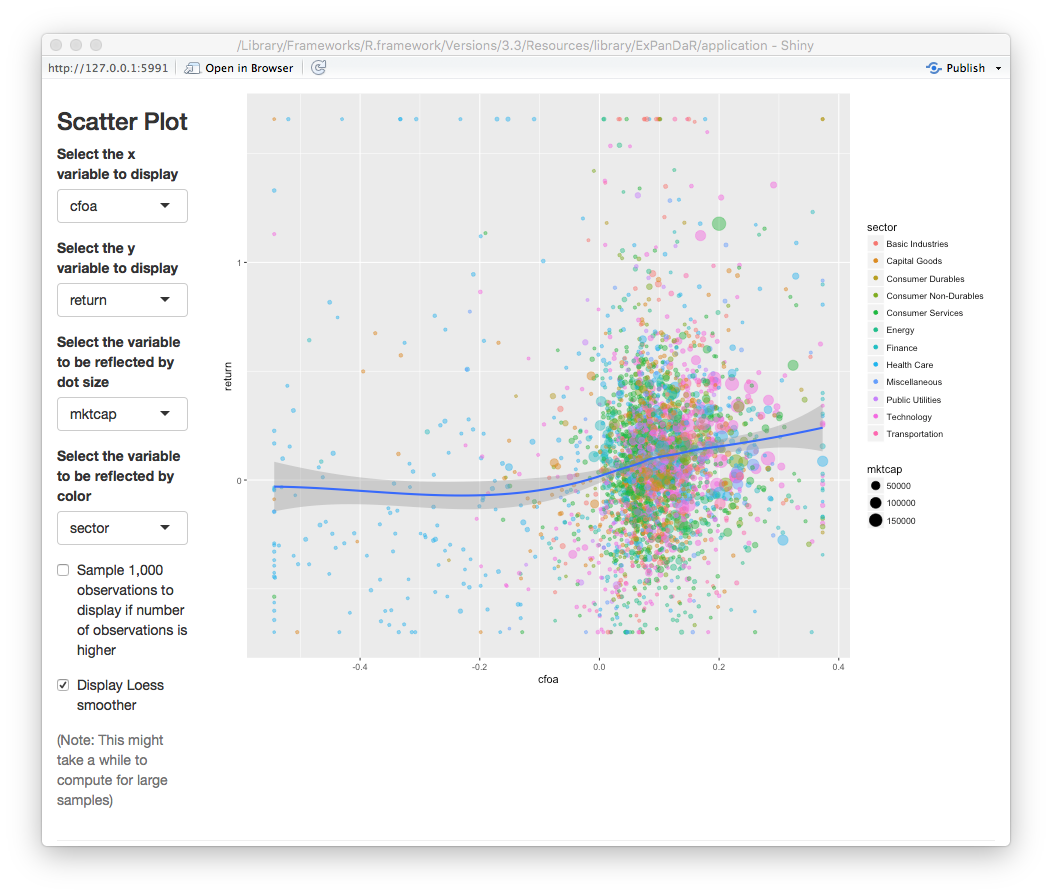 /Library/Frameworks/R.framework/Versions/3.3/Resources/library/ExPanDaR/application - Shiny
http://127.0.0.1:5991
Open in Browser
Publish
Scatter Plot
Select the x
variable to display
cfoa
Select the y
variable to display
return
Select the variable
to be reflected by
dot size
mktcap
Select the variable
to be reflected by
color
sector
Sample 1,000
observations to
display if number
of observations is
higher
Display Loess
smoother
(Note: This might
take a while to
compute for large
samples)
return
1
0
-0.4
-0.2
0.0
0.2
0.4
cfoa
sector
Basic Industries
Capital Goods
Consumer Durables
Consumer Non-Durables
Consumer Services
Energy
Finance
Health Care
Miscellaneous
Public Utilities
Technology
Transportation
mktcap
50000
100000
150000